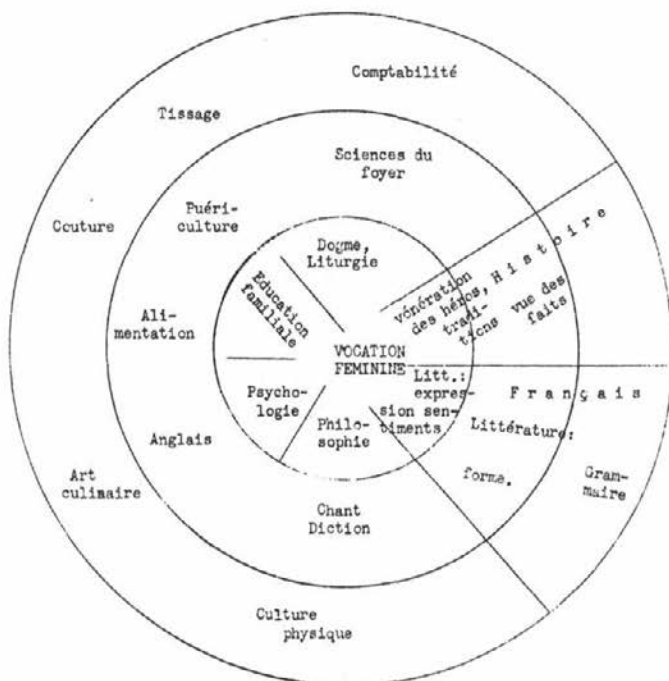 Comptabilité
Tissage
Sciences du
foyer
Puéri-
culture
Couture
Dogme,
Liturgie
Education
familiale
vénération
des héros,
tradi-
tions
Histoire
vue des
faits
Ali-
mentation
VOCATION
FEMININE
Psycho-
logie
Philo-
sophie
Litt.:
expres-
sion sen-
timents
Français
Littérature:
forme.
Gram-
maire
Anglais
Art
culinaire
Chant
Diction
Culture
physique